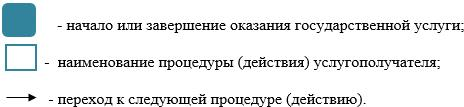 - начало или завершение оказания государственной услуги;
- наименование процедуры (действия) услугополучателя;
- переход к следующей процедуре (действию).